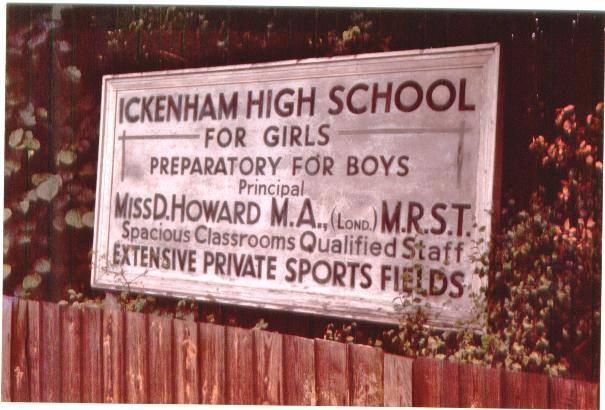 ICKENHAM HIGH SCHOOL
FOR GIRLS
PREPARATORY FOR BOYS
Principal
MISS D. HOWARD M.A., (LOND.) M.R.S.T.
Spacious Classrooms Qualified Staff
EXTENSIVE PRIVATE SPORTS FIELDS